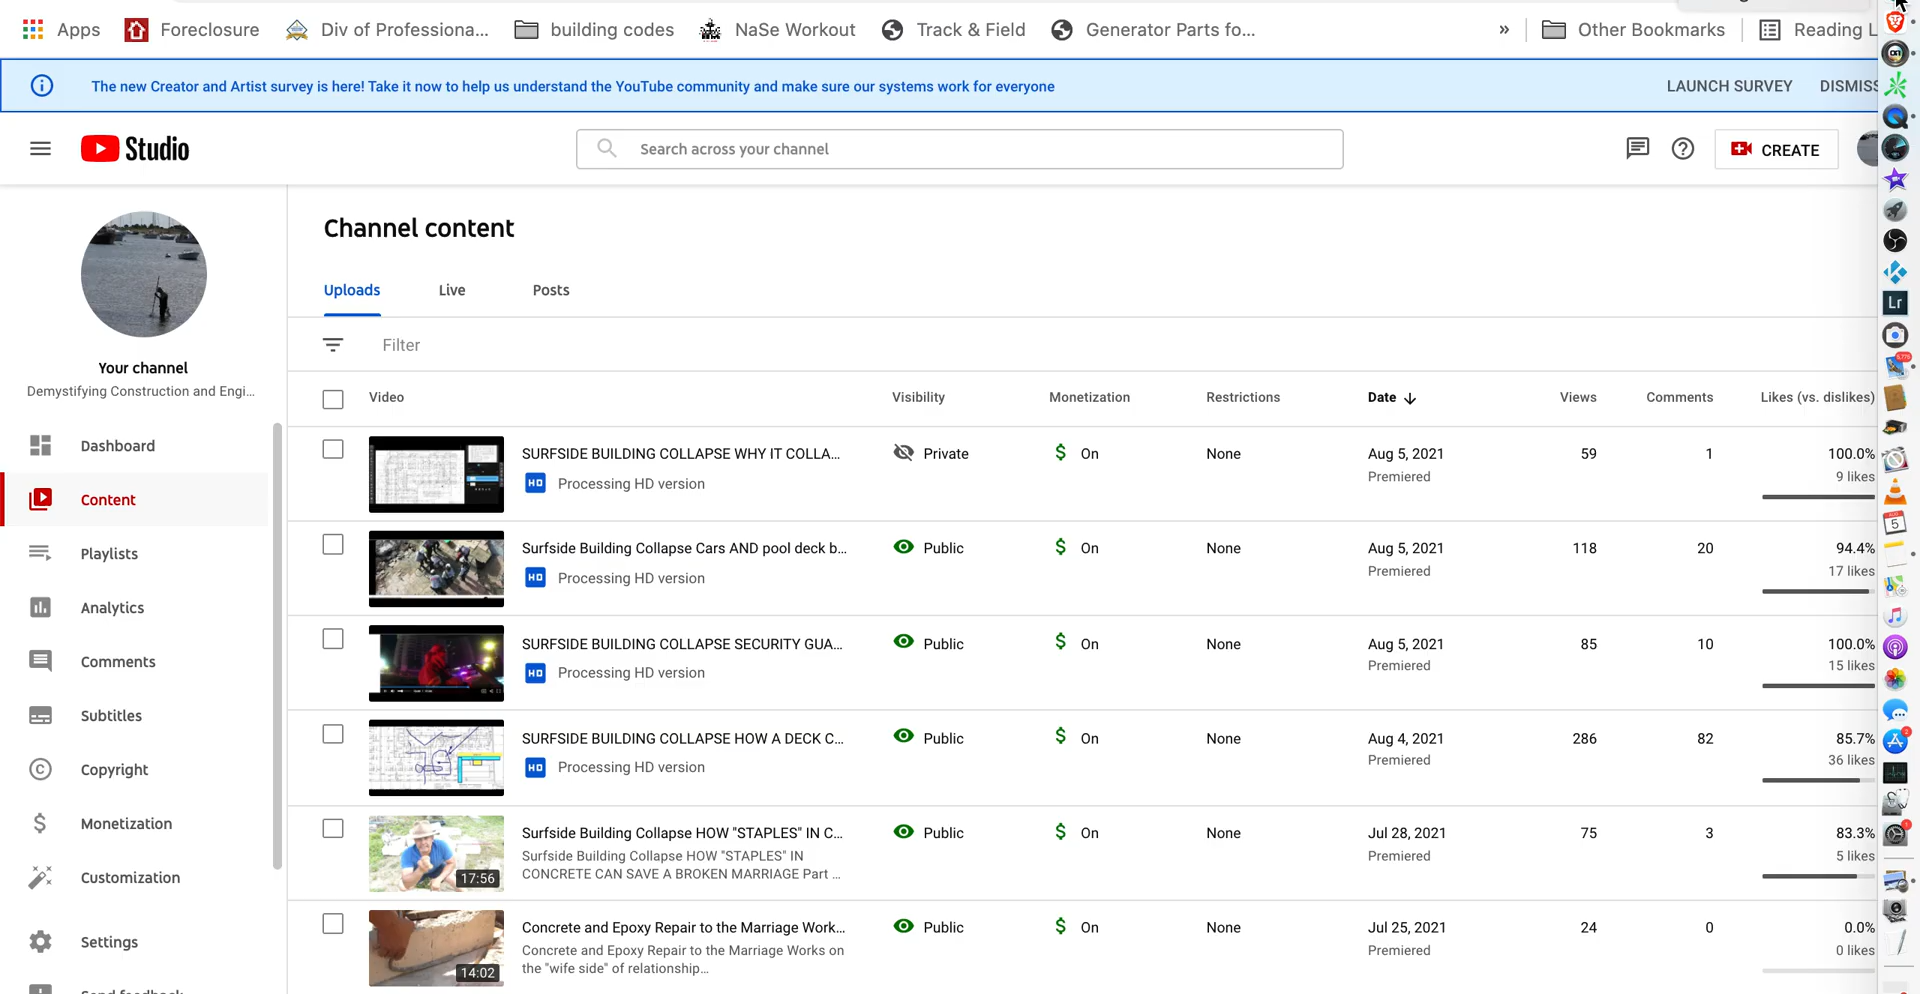 Apps
Foreclosure
Div of Professiona...
building codes
NaSe Workout
Track & Field
Generator Parts fo...
»
Other Bookmarks
Reading L
The new Creator and Artist survey is here! Take it now to help us understand the YouTube community and make sure our systems work for everyone
LAUNCH SURVEY
DISMISS
Studio
Search across your channel
CREATE
Your channel
Demystifying Construction and Engi...
Dashboard
Content
Playlists
Analytics
Comments
Subtitles
Copyright
Monetization
Customization
Settings
Channel content
Uploads Live Posts
Filter
Video Visibility Monetization Restrictions Date Views Comments Likes (vs. dislikes)
SURFSIDE BUILDING COLLAPSE WHY IT COLLA... Private $ On None Aug 5, 2021 59 1 100.0%
HD Processing HD version Premiered 9 likes
Surfside Building Collapse Cars AND pool deck b... Public $ On None Aug 5, 2021 118 20 94.4%
HD Processing HD version Premiered 17 likes
SURFSIDE BUILDING COLLAPSE SECURITY GUA... Public $ On None Aug 5, 2021 85 10 100.0%
HD Processing HD version Premiered 15 likes
SURFSIDE BUILDING COLLAPSE HOW A DECK C... Public $ On None Aug 4, 2021 286 82 85.7%
HD Processing HD version Premiered 36 likes
Surfside Building Collapse HOW "STAPLES" IN C... Public $ On None Jul 28, 2021 75 3 83.3%
Surfside Building Collapse HOW "STAPLES" IN Premiered 5 likes
CONCRETE CAN SAVE A BROKEN MARRIAGE Part ...
17:56
Concrete and Epoxy Repair to the Marriage Work... Public $ On None Jul 25, 2021 24 0 0.0%
Concrete and Epoxy Repair to the Marriage Works on Premiered 0 likes
the "wife side" of relationship...
14:02
Lr
5